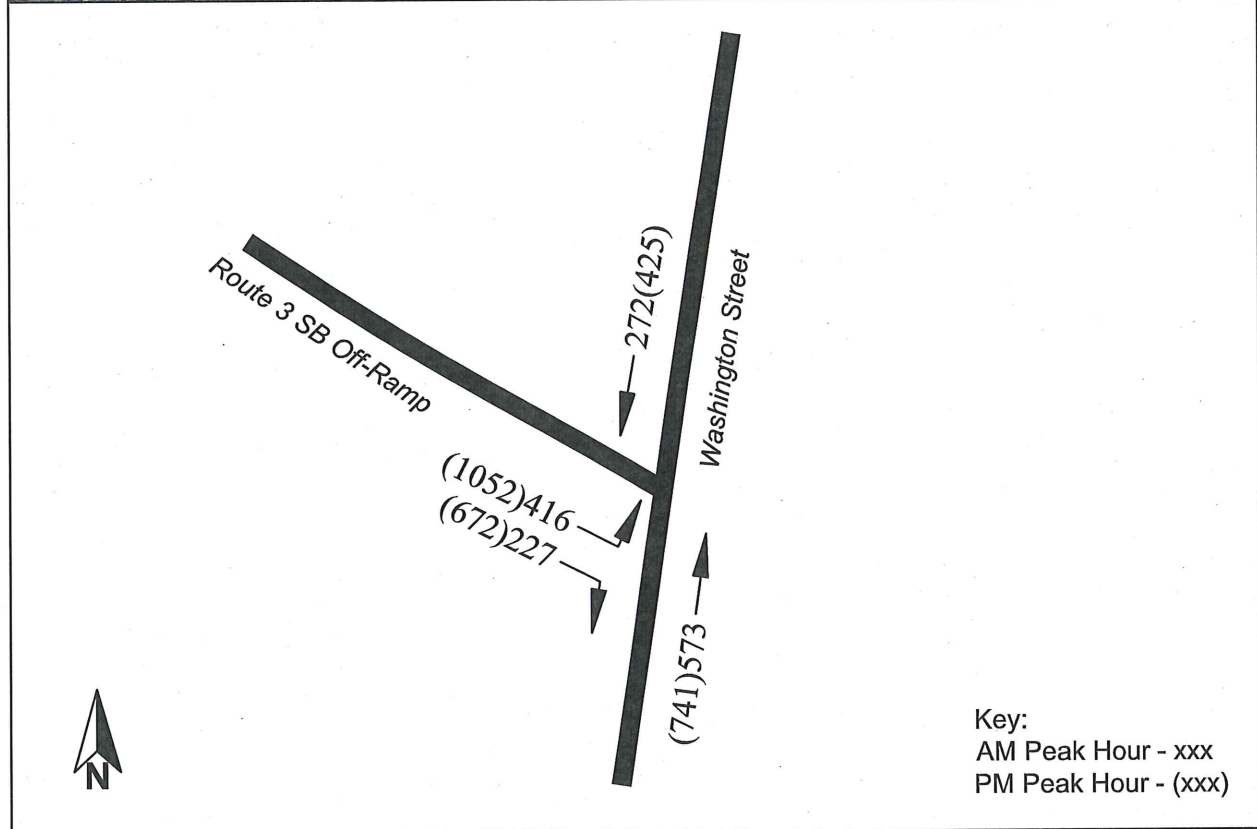 272(425)
Washington Street
Route 3 SB Off-Ramp
(1052)416
(672)227
(741)573
N
Key:
AM Peak Hour - xxx
PM Peak Hour - (xxx)